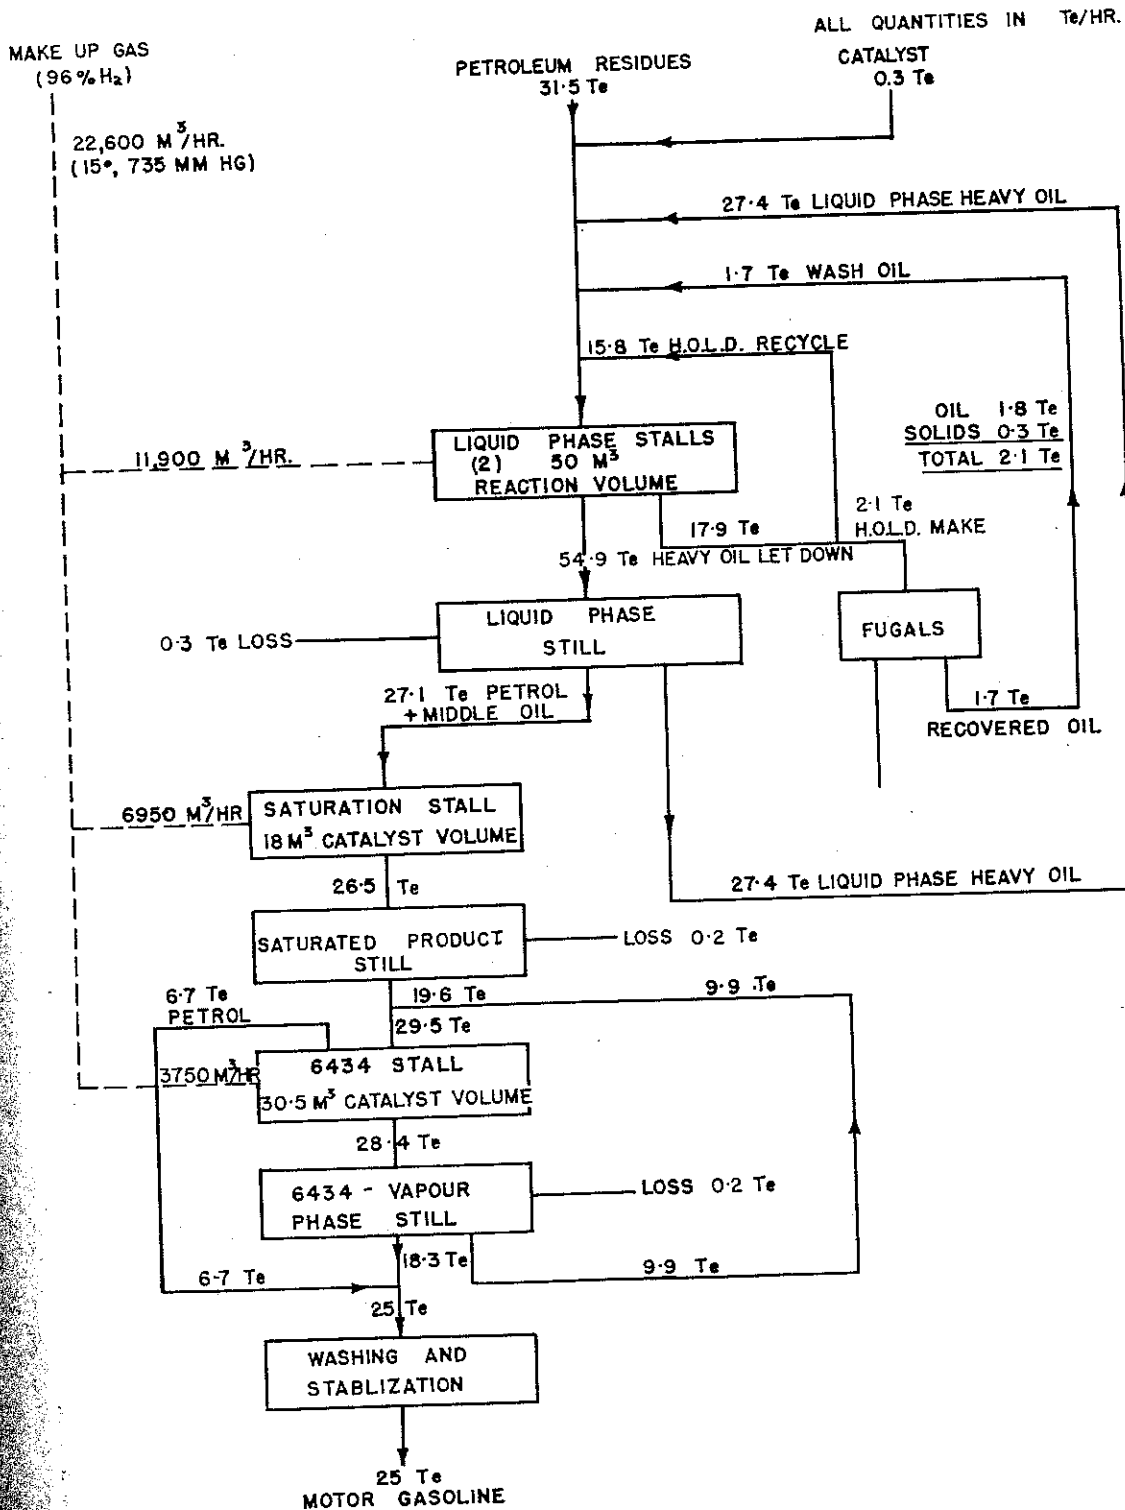 ALL QUANTITIES IN Te/HR.
MAKE UP GAS
(96% H₂)
PETROLEUM RESIDUES
31·5 Te
CATALYST
0.3 Te
22,600 M³/HR.
(15°, 735 MM HG)
27·4 Te LIQUID PHASE HEAVY OIL
1·7 Te WASH OIL
15·8 Te H.O.L.D. RECYCLE
OIL 1·8 Te
SOLIDS 0·3 Te
TOTAL 2·1 Te
11,900 M³/HR.
LIQUID PHASE STALLS
(2) 50 M³
REACTION VOLUME
17·9 Te
2·1 Te
H.O.L.D. MAKE
54·9 Te HEAVY OIL LET DOWN
LIQUID PHASE
STILL
0·3 Te LOSS
FUGALS
27·1 Te PETROL
+ MIDDLE OIL
1·7 Te
RECOVERED OIL
6950 M³/HR
SATURATION STALL
18 M³ CATALYST VOLUME
26·5 Te
27·4 Te LIQUID PHASE HEAVY OIL
SATURATED PRODUCT
STILL
LOSS 0·2 Te
6·7 Te
PETROL
19·6 Te
9·9 Te
29·5 Te
3750 M³/HR
6434 STALL
30·5 M³ CATALYST VOLUME
28·4 Te
6434 - VAPOUR
PHASE STILL
LOSS 0·2 Te
18·3 Te
9·9 Te
6·7 Te
25 Te
WASHING AND
STABLIZATION
25 Te
MOTOR GASOLINE